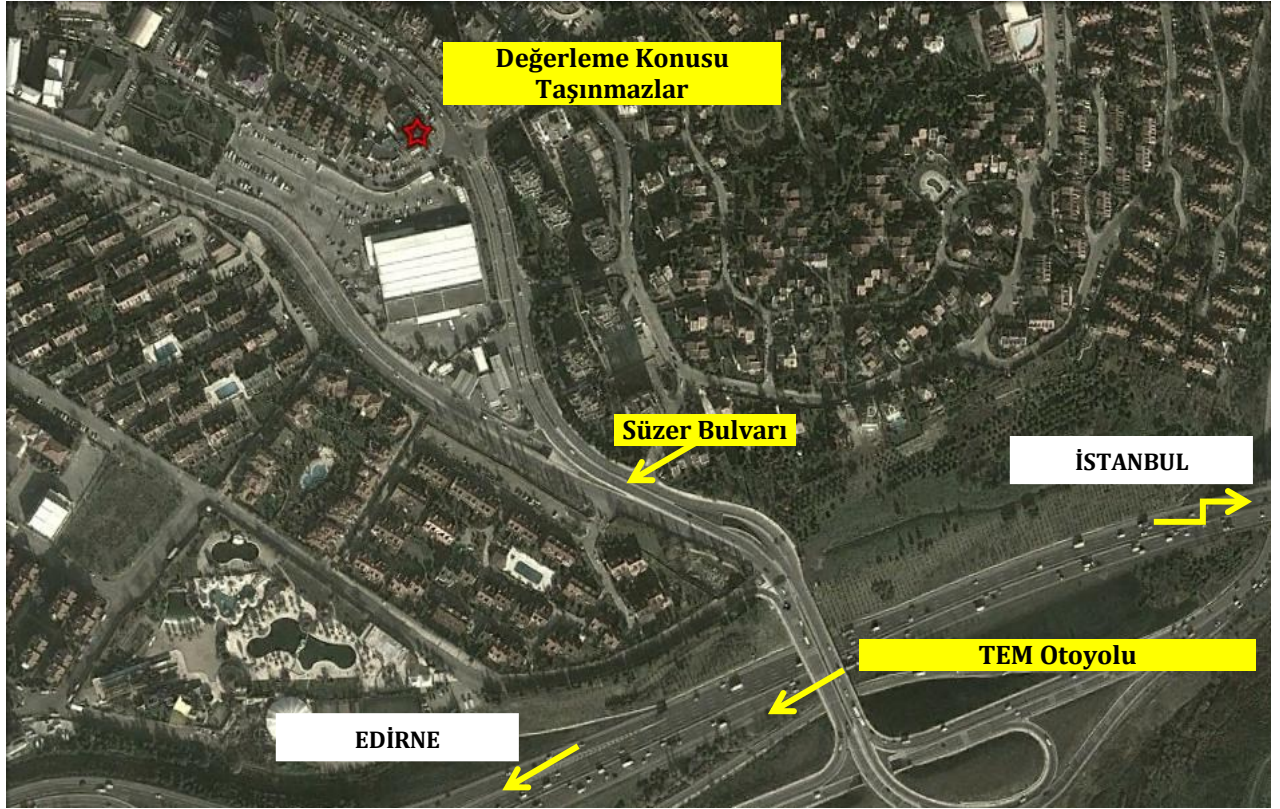 Değerleme Konusu
Taşınmazlar
Süzer Bulvarı
İSTANBUL
TEM Otoyolu
EDİRNE